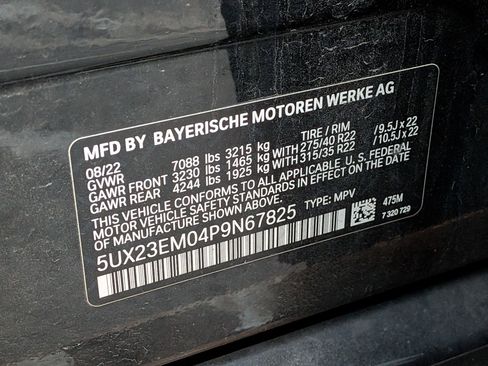 MFD BY BAYERISCHE MOTOREN WERKE AG
08/22
GVWR 7088 lbs 3215 kg TIRE / RIM
GAWR FRONT 3230 lbs 1465 kg WITH 275/40 R22 / 9.5J x 22
GAWR REAR 4244 lbs 1925 kg WITH 315/35 R22 / 10.5J x 22
THIS VEHICLE CONFORMS TO ALL APPLICABLE U.S. FEDERAL
MOTOR VEHICLE SAFETY STANDARDS IN EFFECT ON THE DATE
OF MANUFACTURE SHOWN ABOVE.
5UX23EM04P9N67825 TYPE: MPV 475M
7 320 729